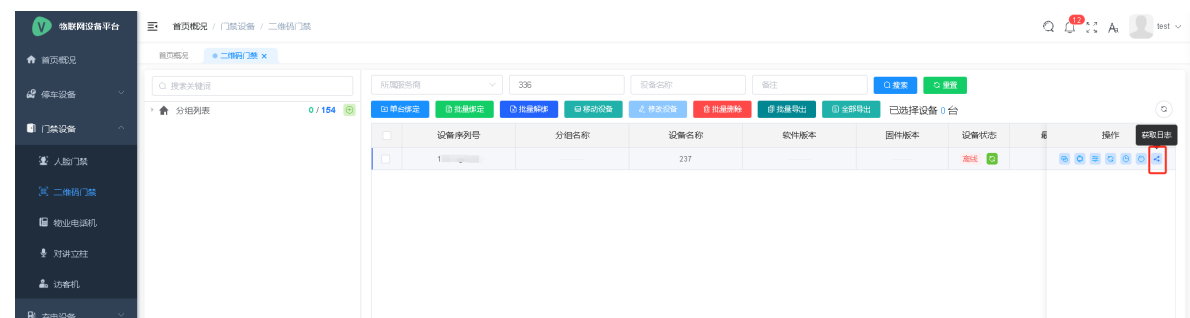 物联网设备平台
首页概况 / 门禁设备 / 二维码门禁
12
test
首页概况
二维码门禁 ×
首页概况
停车设备
门禁设备
人脸门禁
二维码门禁
物业电话机
对讲立柱
访客机
充电设备
搜索关键词
分组列表 0 / 154
所属服务商 336 设备名称 备注 搜索 重置
单台绑定 批量绑定 批量解绑 移动设备 修改设备 批量删除 批量导出 全部导出 已选择设备 0 台
获取日志
设备序列号 分组名称 设备名称 软件版本 固件版本 设备状态 操作
1 237 离线